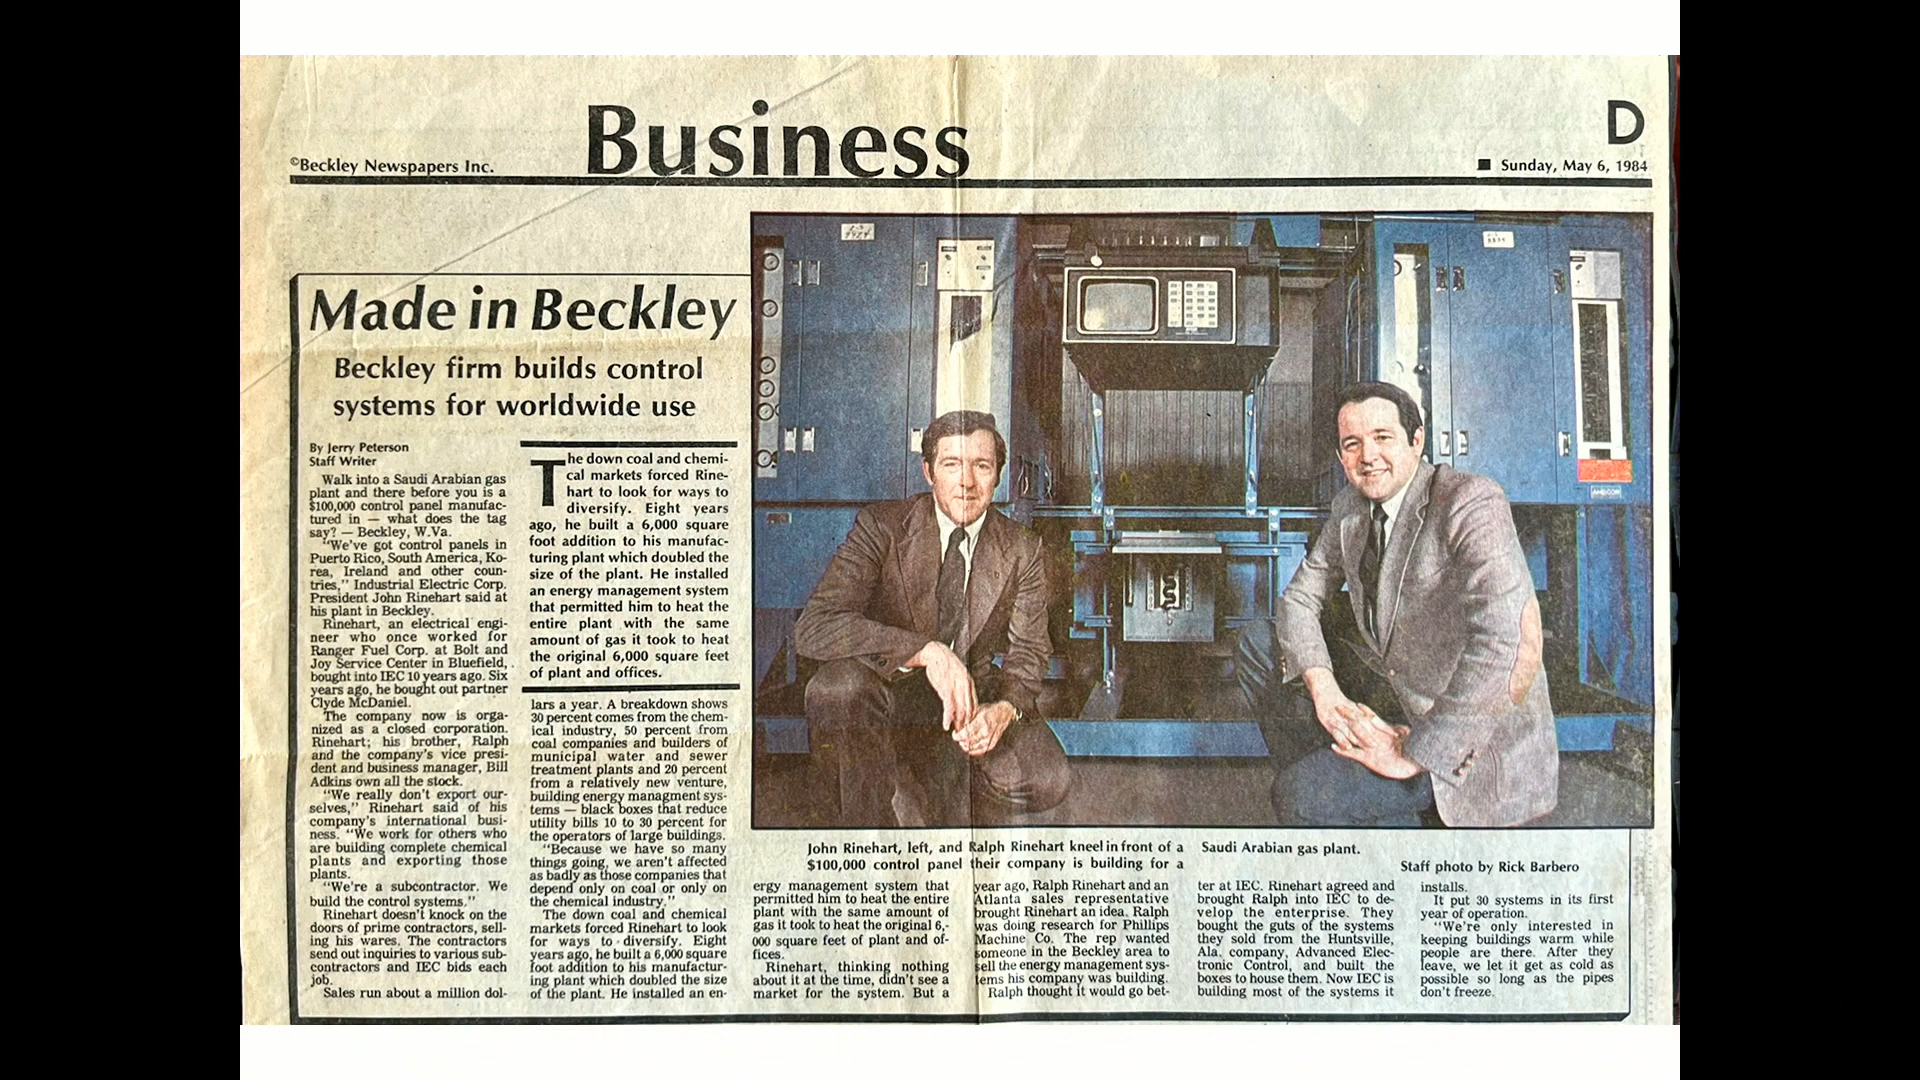 Business
D
©Beckley Newspapers Inc.
■ Sunday, May 6, 1984
Made in Beckley
Beckley firm builds control
systems for worldwide use
By Jerry Peterson
Staff Writer
Walk into a Saudi Arabian gas
plant and there before you is a
$100,000 control panel manufac-
tured in — what does the tag
say? — Beckley, W.Va.
"We've got control panels in
Puerto Rico, South America, Ko-
rea, Ireland and other coun-
tries," Industrial Electric Corp.
President John Rinehart said at
his plant in Beckley.
Rinehart, an electrical engi-
neer who once worked for
Ranger Fuel Corp. at Bolt and
Joy Service Center in Bluefield,
bought into IEC 10 years ago. Six
years ago, he bought out partner
Clyde McDaniel.
The company now is orga-
nized as a closed corporation.
Rinehart; his brother, Ralph
and the company's vice presi-
dent and business manager, Bill
Adkins own all the stock.
"We really don't export our-
selves," Rinehart said of his
company's international busi-
ness. "We work for others who
are building complete chemical
plants and exporting those
plants.
"We're a subcontractor. We
build the control systems."
Rinehart doesn't knock on the
doors of prime contractors, sell-
ing his wares. The contractors
send out inquiries to various sub-
contractors and IEC bids each
job.
Sales run about a million dol-
The down coal and chemi-
cal markets forced Rine-
hart to look for ways to
diversify. Eight years
ago, he built a 6,000 square
foot addition to his manufac-
turing plant which doubled the
size of the plant. He installed
an energy management system
that permitted him to heat the
entire plant with the same
amount of gas it took to heat
the original 6,000 square feet
of plant and offices.
lars a year. A breakdown shows
30 percent comes from the chem-
ical industry, 50 percent from
coal companies and builders of
municipal water and sewer
treatment plants and 20 percent
from a relatively new venture,
building energy managment sys-
tems — black boxes that reduce
utility bills 10 to 30 percent for
the operators of large buildings.
"Because we have so many
things going, we aren't affected
as badly as those companies that
depend only on coal or only on
the chemical industry."
The down coal and chemical
markets forced Rinehart to look
for ways to diversify. Eight
years ago, he built a 6,000 square
foot addition to his manufactur-
ing plant which doubled the size
of the plant. He installed an en-
John Rinehart, left, and Ralph Rinehart kneel in front of a
$100,000 control panel their company is building for a
Saudi Arabian gas plant.
Staff photo by Rick Barbero
ergy management system that
permitted him to heat the entire
plant with the same amount of
gas it took to heat the original 6,-
000 square feet of plant and of-
fices.
Rinehart, thinking nothing
about it at the time, didn't see a
market for the system. But a
year ago, Ralph Rinehart and an
Atlanta sales representative
brought Rinehart an idea. Ralph
was doing research for Phillips
Machine Co. The rep wanted
someone in the Beckley area to
sell the energy management sys-
tems his company was building.
Ralph thought it would go bet-
ter at IEC. Rinehart agreed and
brought Ralph into IEC to de-
velop the enterprise. They
bought the guts of the systems
they sold from the Huntsville,
Ala. company, Advanced Elec-
tronic Control, and built the
boxes to house them. Now IEC is
building most of the systems it
installs.
It put 30 systems in its first
year of operation.
"We're only interested in
keeping buildings warm while
people are there. After they
leave, we let it get as cold as
possible so long as the pipes
don't freeze.